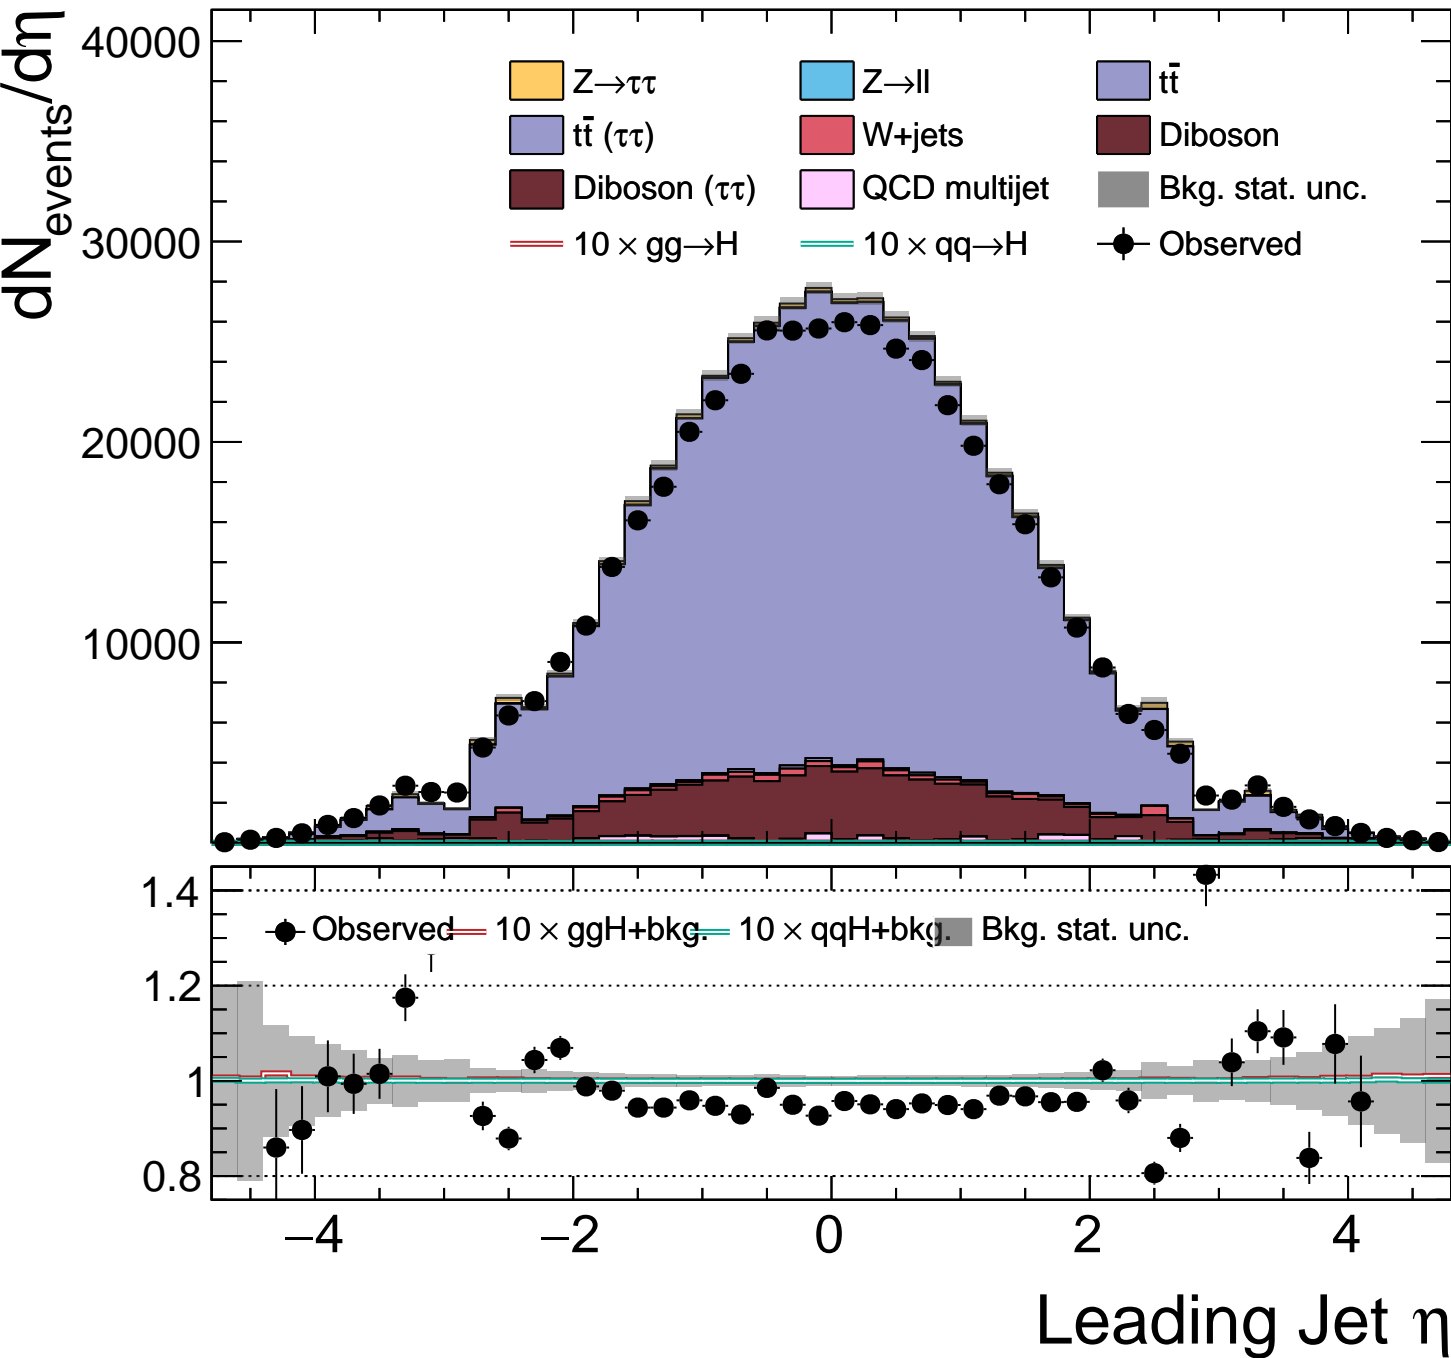 dNevents/dη
40000
30000
20000
10000
Z→ττ Z→ll tt̄
tt̄ (ττ) W+jets Diboson
Diboson (ττ) QCD multijet Bkg. stat. unc.
10 × gg→H 10 × qq→H Observed
1.4
1.2
1
0.8
Observed 10 × ggH+bkg. 10 × qqH+bkg. Bkg. stat. unc.
−4 −2 0 2 4
Leading Jet η